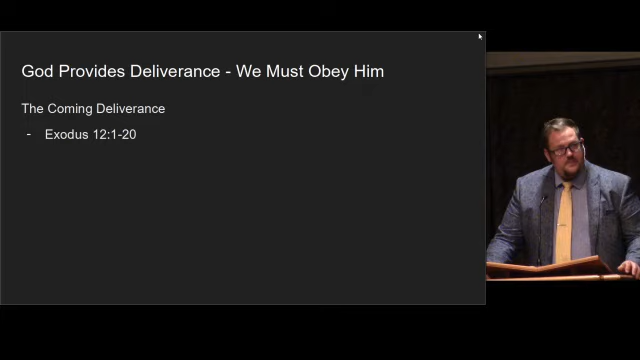 God Provides Deliverance - We Must Obey Him
The Coming Deliverance
- Exodus 12:1-20